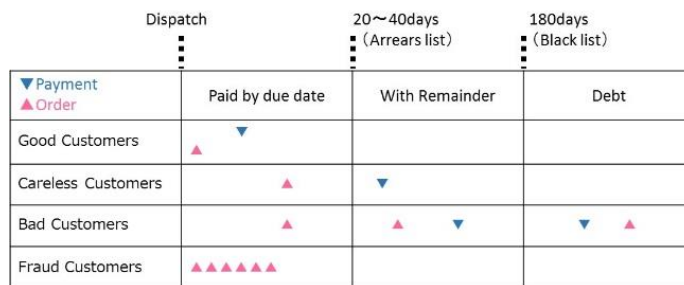 Dispatch
20～40days
(Arrears list)
180days
(Black list)
▼Payment
▲Order
Paid by due date
With Remainder
Debt
Good Customers
Careless Customers
Bad Customers
Fraud Customers